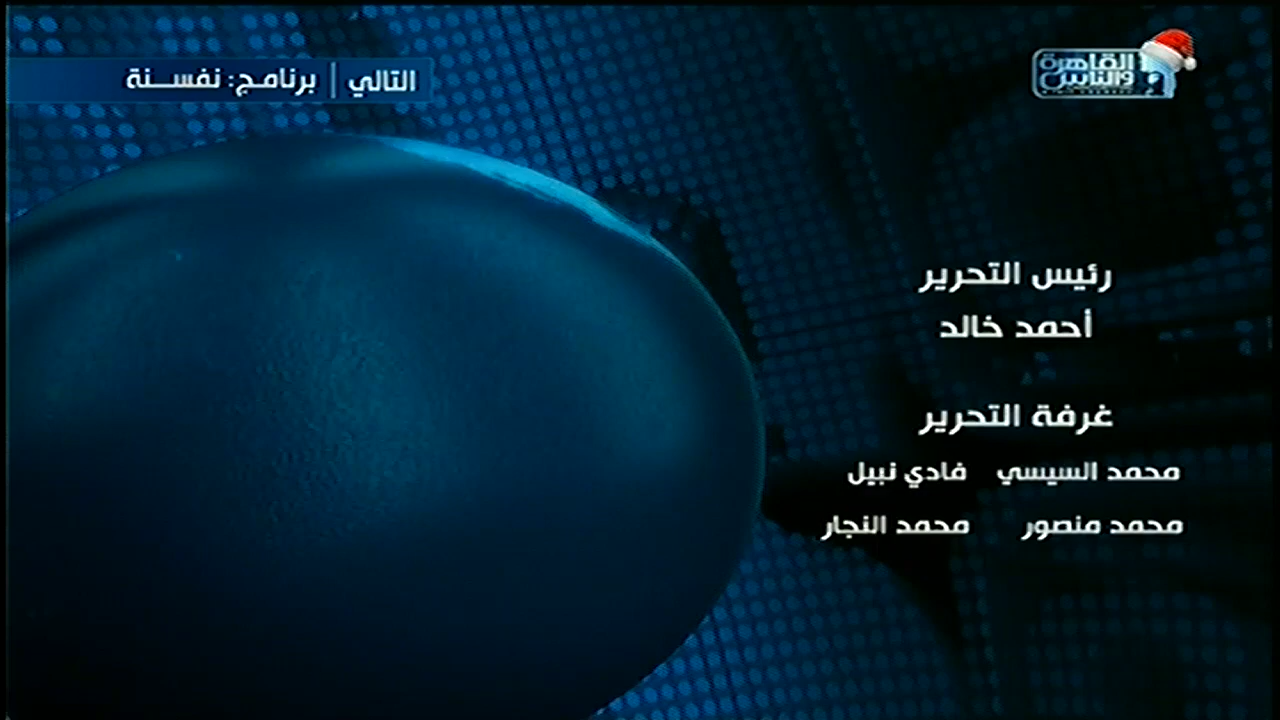 التالي | برنامج: نفســنة
القاهرة
والناس
رئيس التحرير
أحمد خالد
غرفة التحرير
محمد السيسي فادي نبيل
محمد منصور محمد النجار